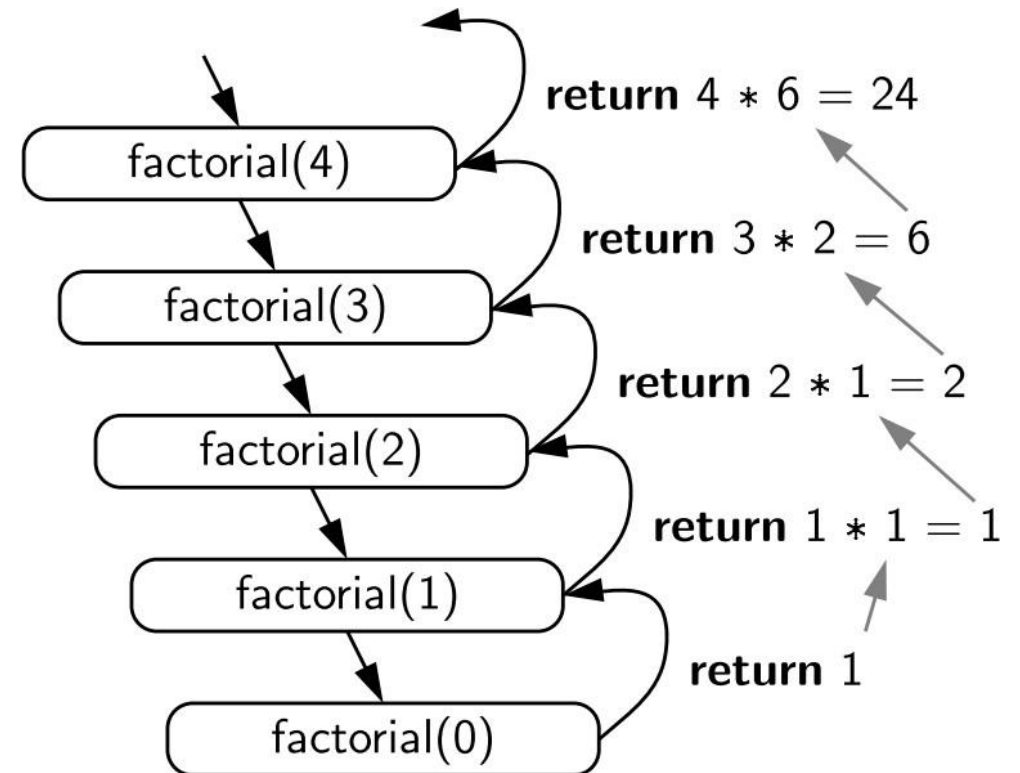 return 4 * 6 = 24
factorial(4)
return 3 * 2 = 6
factorial(3)
return 2 * 1 = 2
factorial(2)
return 1 * 1 = 1
factorial(1)
return 1
factorial(0)